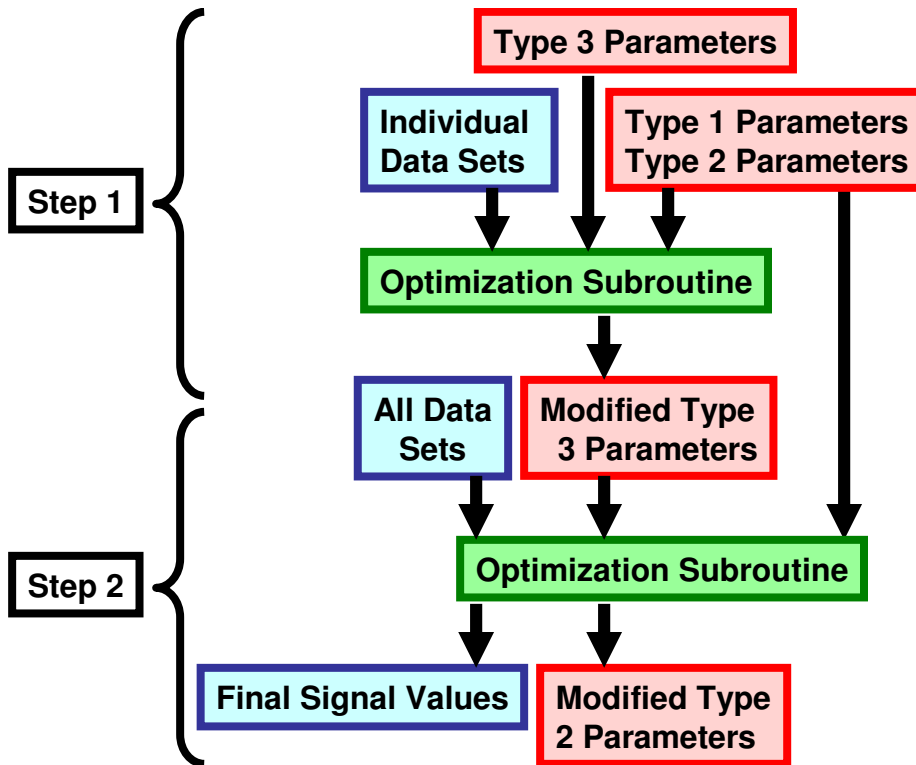 Type 3 Parameters
Individual
Data Sets
Type 1 Parameters
Type 2 Parameters
Step 1
Optimization Subroutine
All Data
Sets
Modified Type
3 Parameters
Step 2
Optimization Subroutine
Final Signal Values
Modified Type
2 Parameters